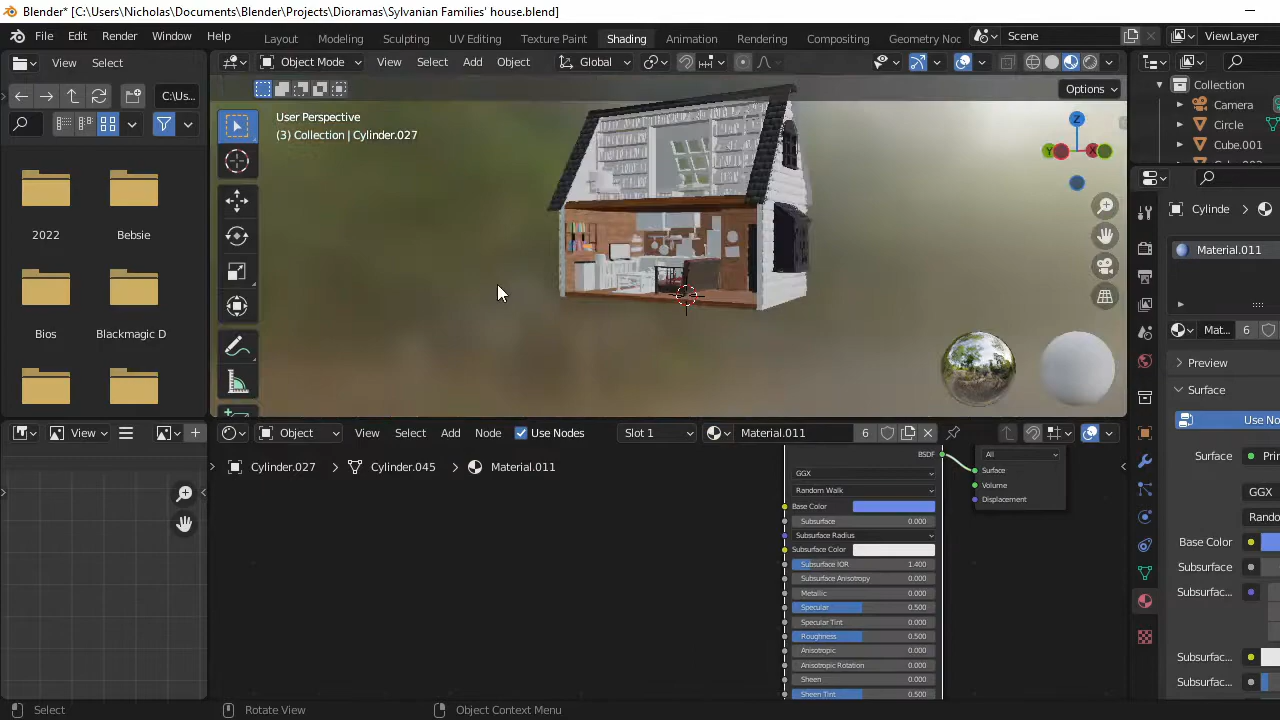 Blender* [C:\Users\Nicholas\Documents\Blender\Projects\Dioramas\Sylvanian Families' house.blend]
File Edit Render Window Help Layout Modeling Sculpting UV Editing Texture Paint Shading Animation Rendering Compositing Geometry Noc Scene ViewLayer
View Select Object Mode View Select Add Object Global
C:\Us... Options Collection
User Perspective
(3) Collection | Cylinder.027
Camera
Circle
Cube.001
Z
Y X
Cylinde
2022 Bebsie
Material.011
Bios Blackmagic D
Mat... 6
Preview
Surface
Use No
View Object View Select Add Node Use Nodes Slot 1 Material.011 6
Cylinder.027 Cylinder.045 Material.011
BSDF All
Surface Prin
GGX Surface
Random Walk Volume
GGX
Displacement
Base Color
Rando
Subsurface 0.000
Subsurface Radius
Base Color
Subsurface Color
Subsurface
Subsurface IOR 1.400
Subsurface Anisotropy 0.000
Subsurfac...
Metallic 0.000
Specular 0.500
Specular Tint 0.000
Roughness 0.500
Anisotropic 0.000
Subsurfac...
Anisotropic Rotation 0.000
Sheen 0.000
Subsurfac...
Sheen Tint 0.500
Select Rotate View Object Context Menu